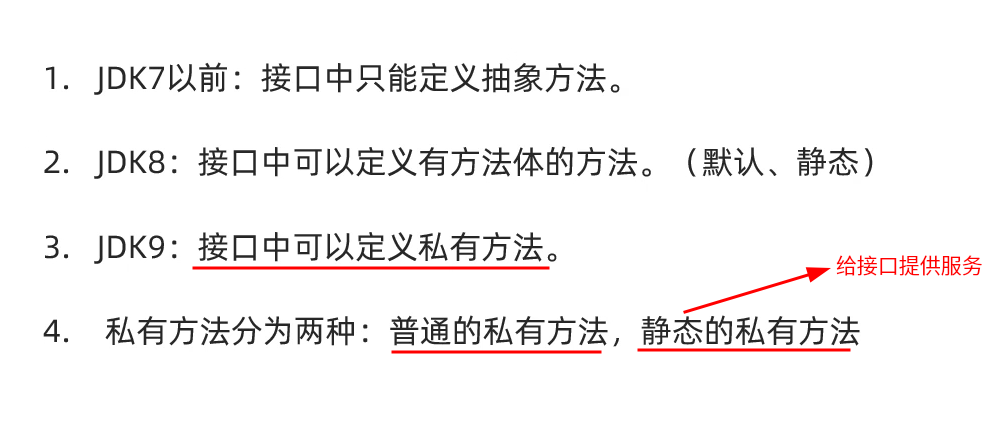 1. JDK7以前：接口中只能定义抽象方法。
2. JDK8：接口中可以定义有方法体的方法。（默认、静态）
3. JDK9：接口中可以定义私有方法。
给接口提供服务
4. 私有方法分为两种：普通的私有方法，静态的私有方法